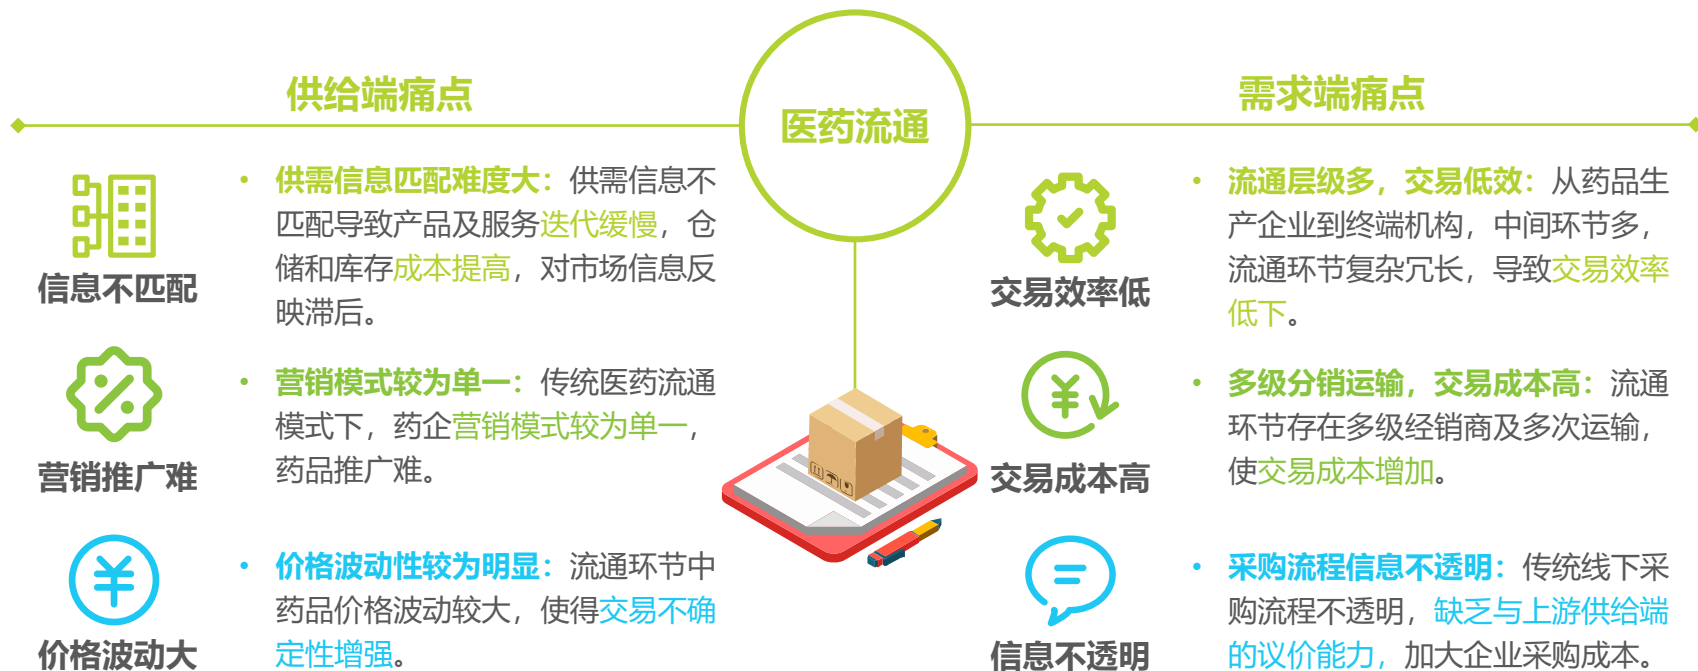 供给端痛点
医药流通
需求端痛点
信息不匹配
• 供需信息匹配难度大：供需信息不
匹配导致产品及服务迭代缓慢，仓
储和库存成本提高，对市场信息反
映滞后。
营销推广难
• 营销模式较为单一：传统医药流通
模式下，药企营销模式较为单一，
药品推广难。
价格波动大
• 价格波动性较为明显：流通环节中
药品价格波动较大，使得交易不确
定性增强。
交易效率低
• 流通层级多，交易低效：从药品生
产企业到终端机构，中间环节多，
流通环节复杂冗长，导致交易效率
低下。
交易成本高
• 多级分销运输，交易成本高：流通
环节存在多级经销商及多次运输，
使交易成本增加。
信息不透明
• 采购流程信息不透明：传统线下采
购流程不透明，缺乏与上游供给端
的议价能力，加大企业采购成本。